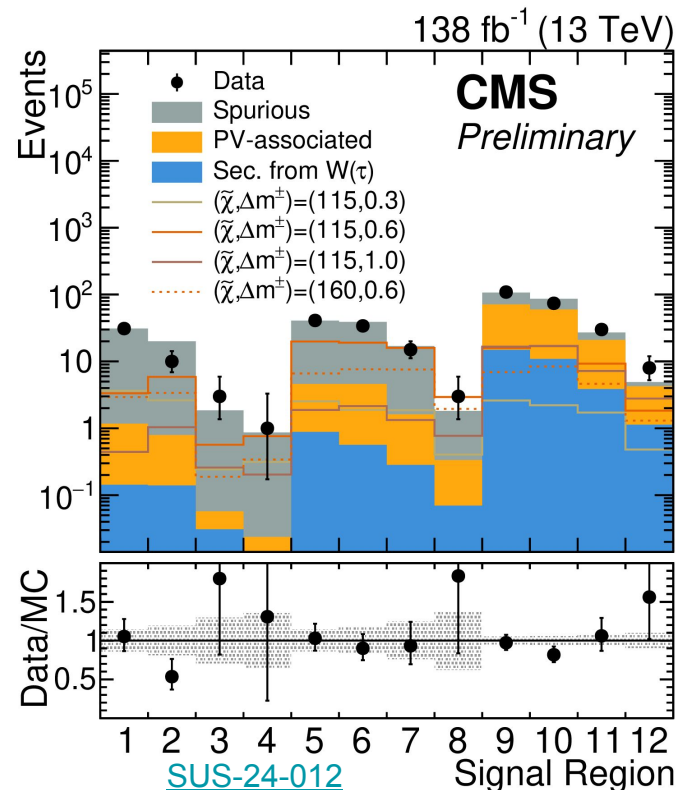 138 fb⁻¹ (13 TeV)
Events
10⁵
10⁴
10³
10²
10
1
10⁻¹
CMS
Preliminary
Data
Spurious
PV-associated
Sec. from W(τ)
(χ̃,Δm±)=(115,0.3)
(χ̃,Δm±)=(115,0.6)
(χ̃,Δm±)=(115,1.0)
(χ̃,Δm±)=(160,0.6)
Data/MC
1.5
1
0.5
1 2 3 4 5 6 7 8 9 10 11 12
SUS-24-012
Signal Region